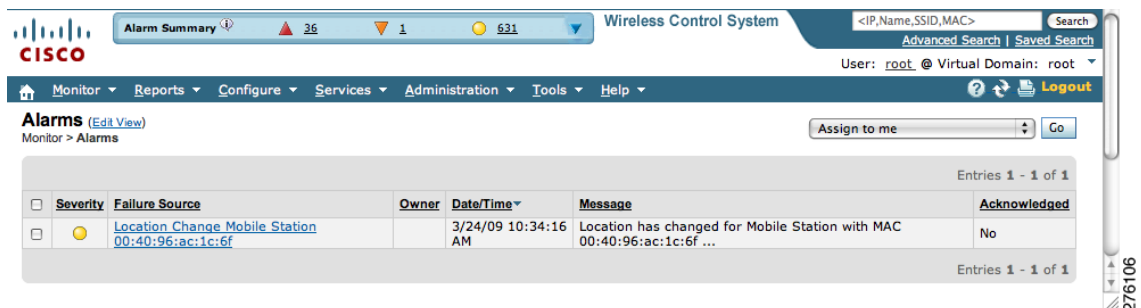 Alarm Summary 36 1 631
Wireless Control System
<IP,Name,SSID,MAC> Search
Advanced Search | Saved Search
CISCO
User: root @ Virtual Domain: root
Monitor Reports Configure Services Administration Tools Help Logout
Alarms (Edit View)
Monitor > Alarms
Assign to me Go
Entries 1 - 1 of 1
Severity Failure Source Owner Date/Time Message Acknowledged
Location Change Mobile Station 3/24/09 10:34:16 Location has changed for Mobile Station with MAC No
00:40:96:ac:1c:6f AM 00:40:96:ac:1c:6f ...
Entries 1 - 1 of 1
276106